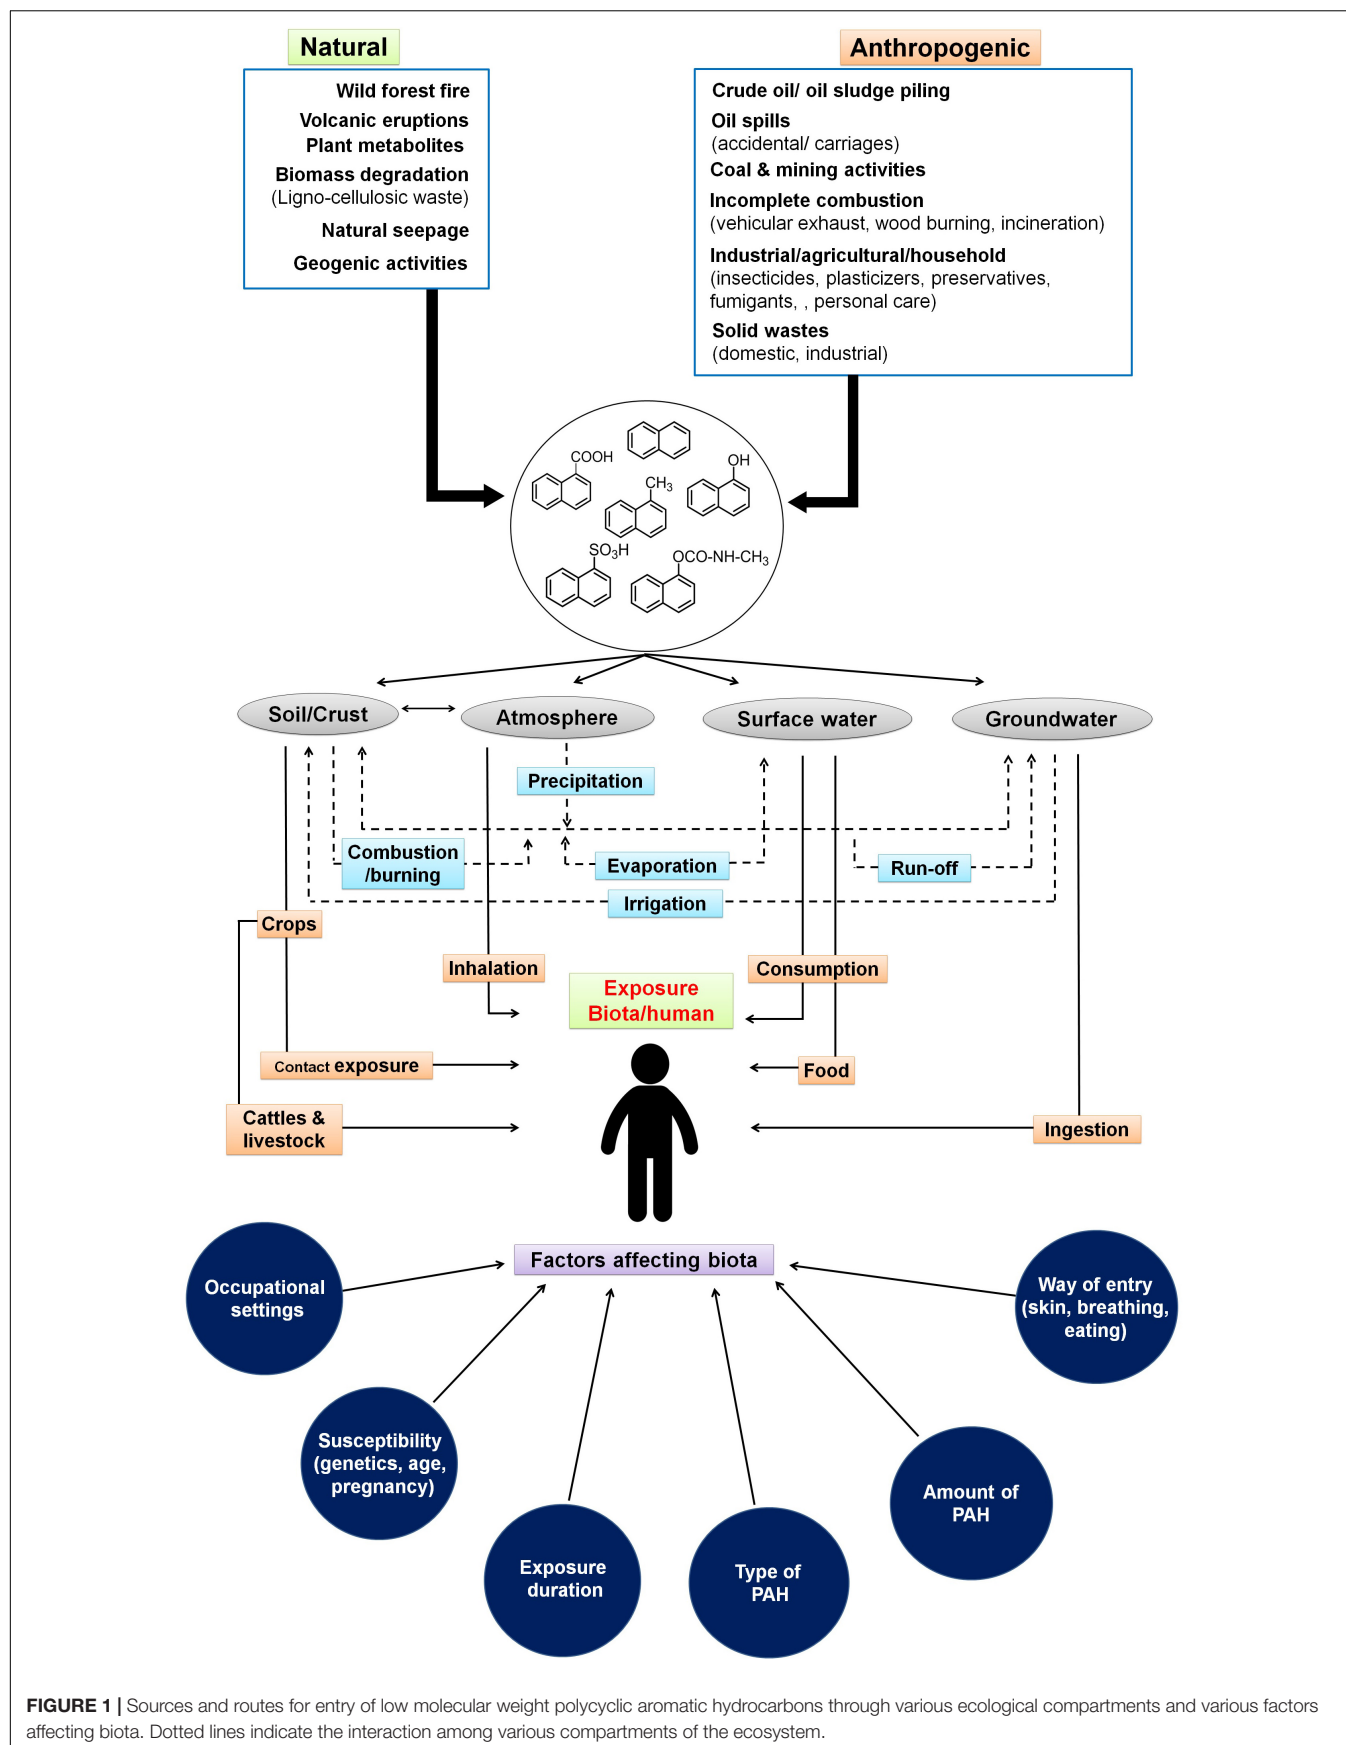 Natural
Wild forest fire
Volcanic eruptions
Plant metabolites
Biomass degradation
(Ligno-cellulosic waste)
Natural seepage
Geogenic activities
Anthropogenic
Crude oil/ oil sludge piling
Oil spills
(accidental/ carriages)
Coal & mining activities
Incomplete combustion
(vehicular exhaust, wood burning, incineration)
Industrial/agricultural/household
(insecticides, plasticizers, preservatives,
fumigants, , personal care)
Solid wastes
(domestic, industrial)
COOH
CH₃
OH
SO₃H
OCO-NH-CH₃
Soil/Crust
Atmosphere
Surface water
Groundwater
Precipitation
Combustion
/burning
Evaporation
Run-off
Irrigation
Crops
Inhalation
Consumption
Exposure
Biota/human
Contact exposure
Food
Cattles &
livestock
Ingestion
Factors affecting biota
Occupational
settings
Way of entry
(skin, breathing,
eating)
Susceptibility
(genetics, age,
pregnancy)
Amount of
PAH
Exposure
duration
Type of
PAH
FIGURE 1 | Sources and routes for entry of low molecular weight polycyclic aromatic hydrocarbons through various ecological compartments and various factors
affecting biota. Dotted lines indicate the interaction among various compartments of the ecosystem.